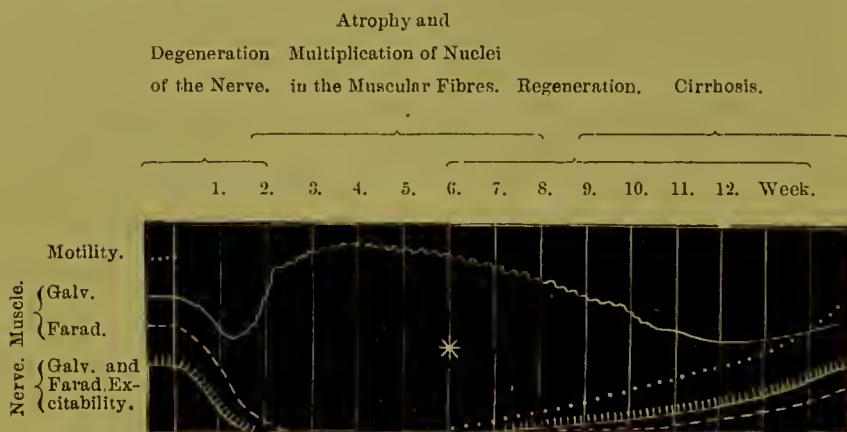 Atrophy and
Degeneration Multiplication of Nuclei
of the Nerve. in the Muscular Fibres. Regeneration. Cirrhosis.
1. 2. 3. 4. 5. 6. 7. 8. 9. 10. 11. 12. Week.
Motility.
Muscle.
Galv.
Farad.
Nerve.
Galv. and
Farad. Ex-
citability.